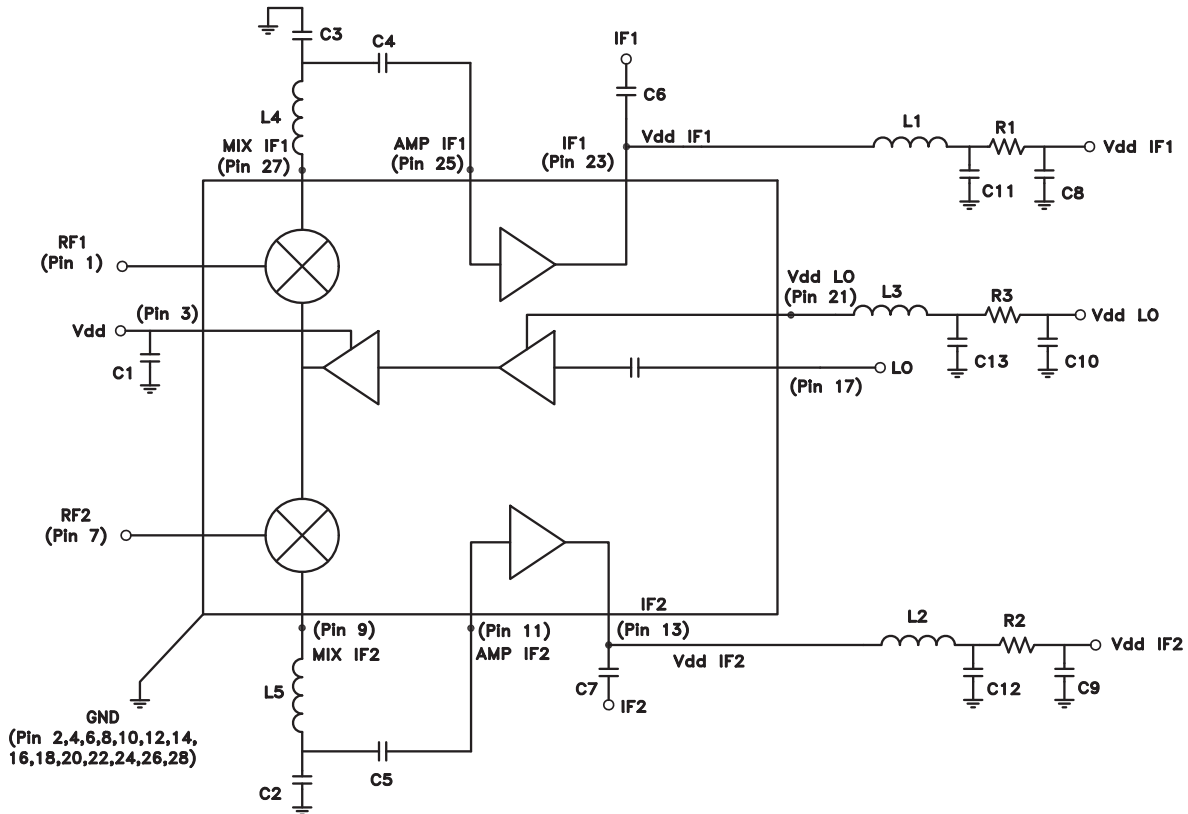 C3
C4
IF1
C6
L4
MIX IF1
(Pin 27)
AMP IF1
(Pin 25)
IF1
(Pin 23)
Vdd IF1
L1
R1
Vdd IF1
C11
C8
RF1
(Pin 1)
Vdd LO
(Pin 21)
L3
R3
Vdd LO
Vdd
(Pin 3)
C1
C13
C10
LO
(Pin 17)
RF2
(Pin 7)
IF2
(Pin 9)
MIX IF2
(Pin 11)
AMP IF2
(Pin 13)
Vdd IF2
L2
R2
Vdd IF2
L5
C7
IF2
C12
C9
GND
(Pin 2,4,6,8,10,12,14,
16,18,20,22,24,26,28)
C2
C5